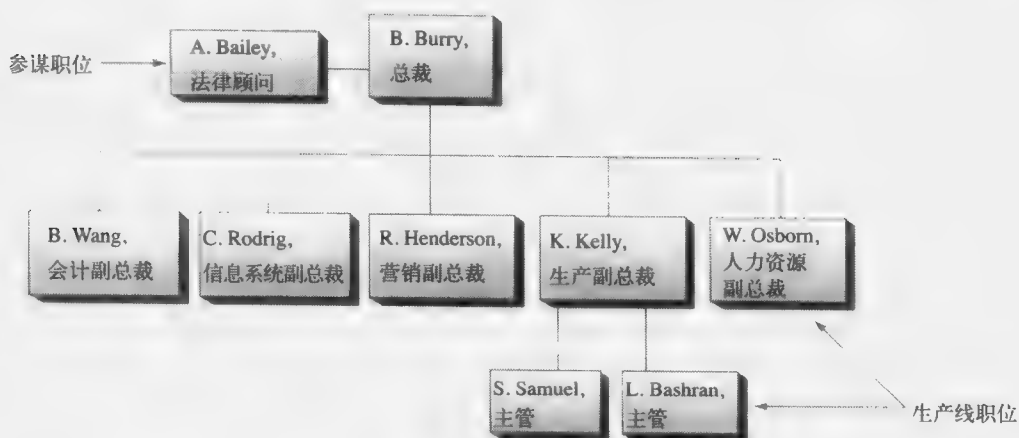 参谋职位
A. Bailey,
法律顾问
B. Burry,
总裁
B. Wang,
会计副总裁
C. Rodrig,
信息系统副总裁
R. Henderson,
营销副总裁
K. Kelly,
生产副总裁
W. Osborn,
人力资源
副总裁
S. Samuel,
主管
L. Bashran,
主管
生产线职位